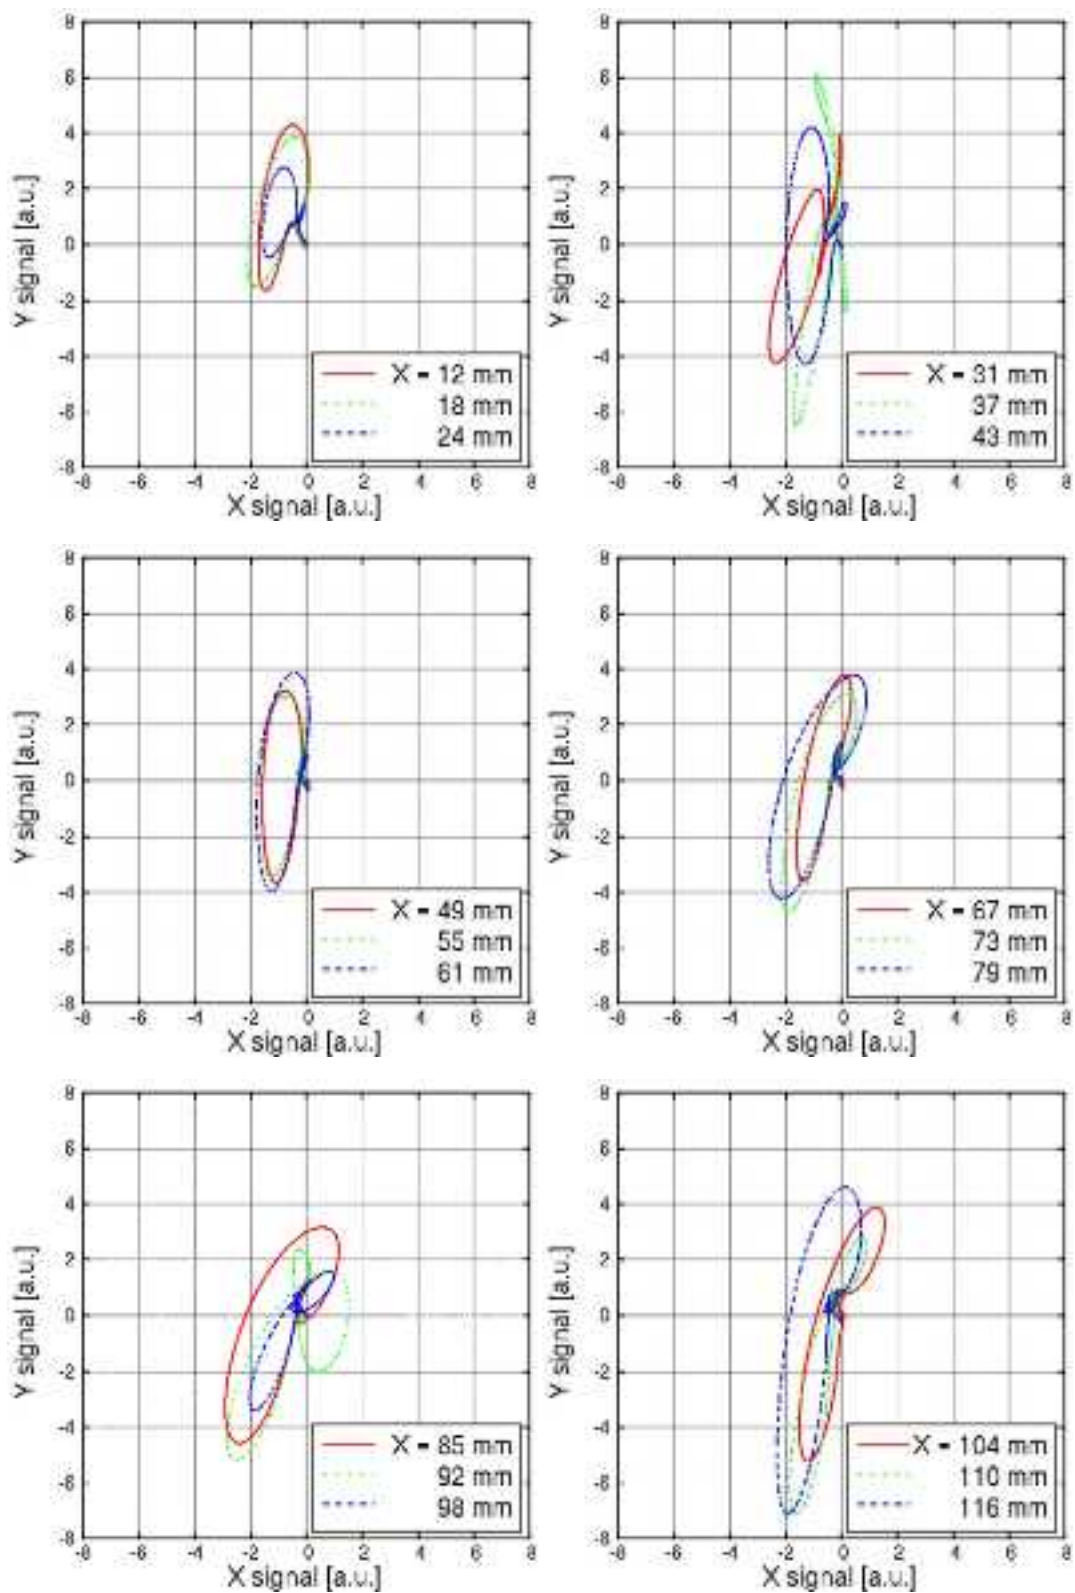 Y signal [a.u.]
8
6
4
2
0
-2
-4
-6
-8
X = 12 mm
18 mm
24 mm
-8 -6 -4 -2 0 2 4 6 8
X signal [a.u.]
Y signal [a.u.]
8
6
4
2
0
-2
-4
-6
-8
X = 31 mm
37 mm
43 mm
-8 -6 -4 -2 0 2 4 6 8
X signal [a.u.]
Y signal [a.u.]
8
6
4
2
0
-2
-4
-6
-8
X = 49 mm
55 mm
61 mm
-8 -6 -4 -2 0 2 4 6 8
X signal [a.u.]
Y signal [a.u.]
8
6
4
2
0
-2
-4
-6
-8
X = 67 mm
73 mm
79 mm
-8 -6 -4 -2 0 2 4 6 8
X signal [a.u.]
Y signal [a.u.]
8
6
4
2
0
-2
-4
-6
-8
X = 85 mm
92 mm
98 mm
-8 -6 -4 -2 0 2 4 6 8
X signal [a.u.]
Y signal [a.u.]
8
6
4
2
0
-2
-4
-6
-8
X = 104 mm
110 mm
116 mm
-8 -6 -4 -2 0 2 4 6 8
X signal [a.u.]